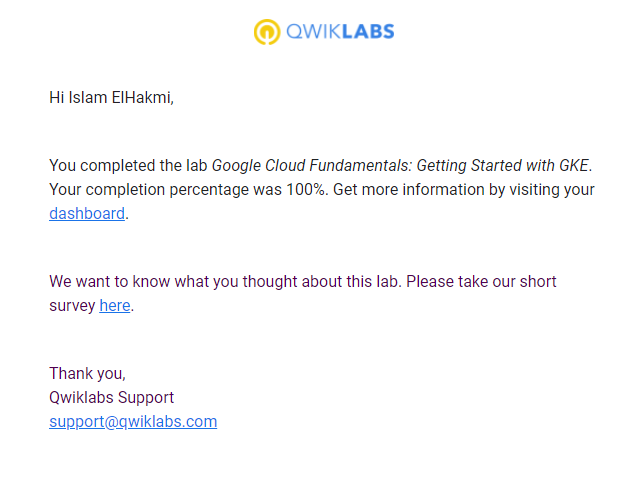 QWIKLABS
Hi Islam ElHakmi,
You completed the lab Google Cloud Fundamentals: Getting Started with GKE.
Your completion percentage was 100%. Get more information by visiting your
dashboard.
We want to know what you thought about this lab. Please take our short
survey here.
Thank you,
Qwiklabs Support
support@qwiklabs.com